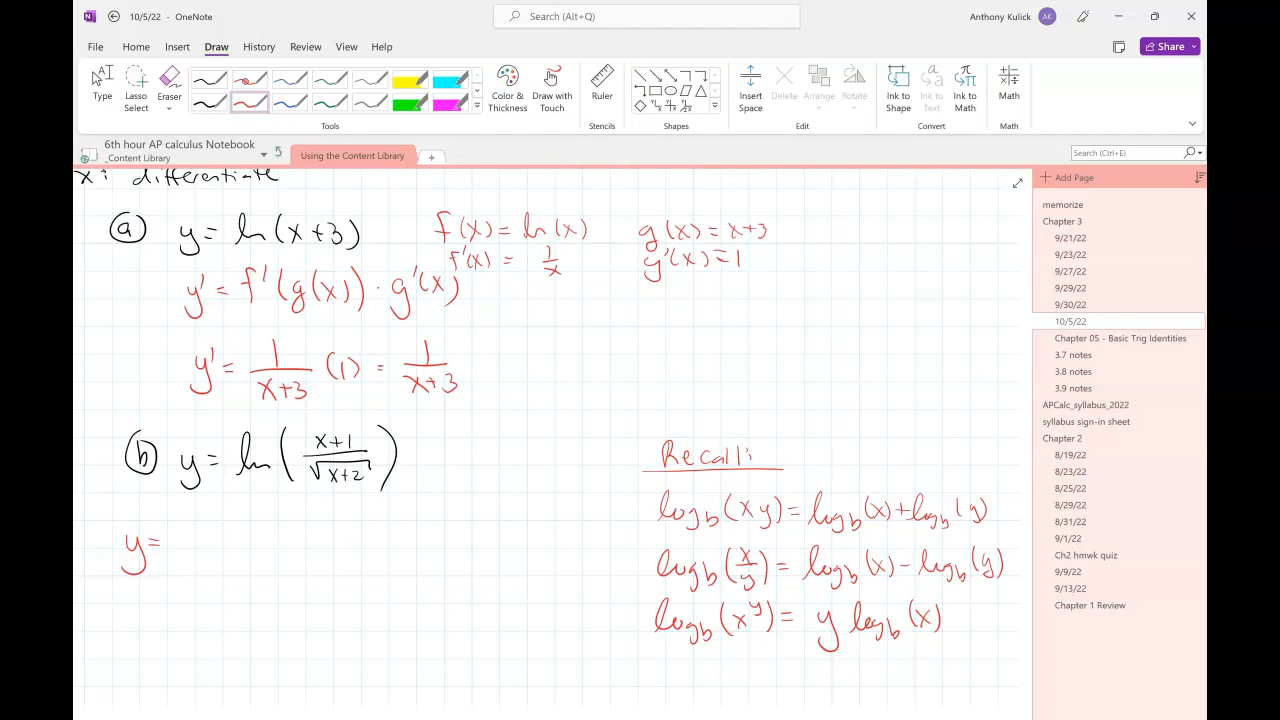 10/5/22 - OneNote
Search (Alt+Q)
Anthony Kulick
AK
File Home Insert Draw History Review View Help
Share
Type
Lasso Select
Eraser
Color & Thickness
Draw with Touch
Ruler
Insert Space
Delete
Arrange
Rotate
Ink to Shape
Ink to Text
Ink to Math
Math
Tools
Stencils
Shapes
Edit
Convert
Math
6th hour AP calculus Notebook
_Content Library
Using the Content Library
Search (Ctrl+E)
x: differentiate
(a) y = ln(x+3)
f(x) = ln(x)
g(x) = x+3
f'(x) = 1/x
g'(x) = 1
y' = f'(g(x)) · g'(x)
y' = 1/(x+3) (1) = 1/(x+3)
(b) y = ln((x+1)/√(x+2))
y =
Recall:
log_b(xy) = log_b(x) + log_b(y)
log_b(x/y) = log_b(x) - log_b(y)
log_b(x^y) = y log_b(x)
Add Page
memorize
Chapter 3
9/21/22
9/23/22
9/27/22
9/29/22
9/30/22
10/5/22
Chapter 05 - Basic Trig Identities
3.7 notes
3.8 notes
3.9 notes
APCalc_syllabus_2022
syllabus sign-in sheet
Chapter 2
8/19/22
8/23/22
8/25/22
8/29/22
8/31/22
9/1/22
Ch2 hmwk quiz
9/9/22
9/13/22
Chapter 1 Review